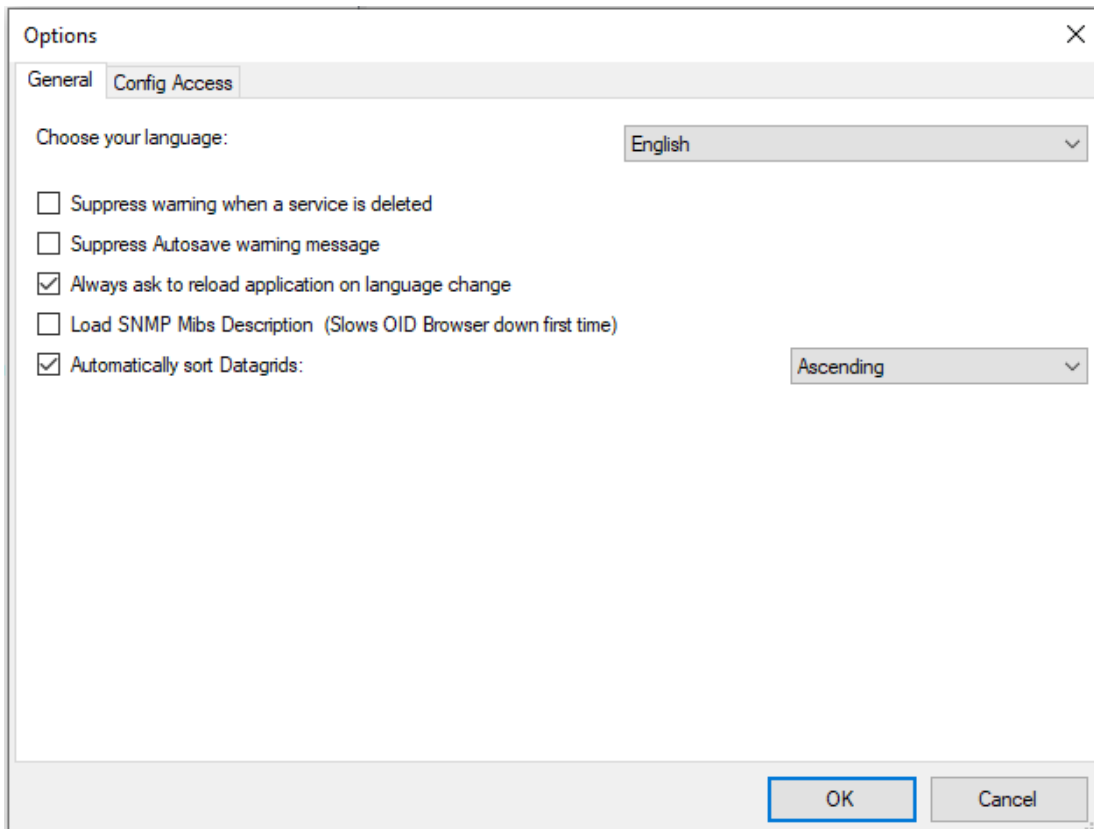 Options
General
Config Access
Choose your language:
English
Suppress warning when a service is deleted
Suppress Autosave warning message
Always ask to reload application on language change
Load SNMP Mibs Description  (Slows OID Browser down first time)
Automatically sort Datagrids:
Ascending
OK
Cancel